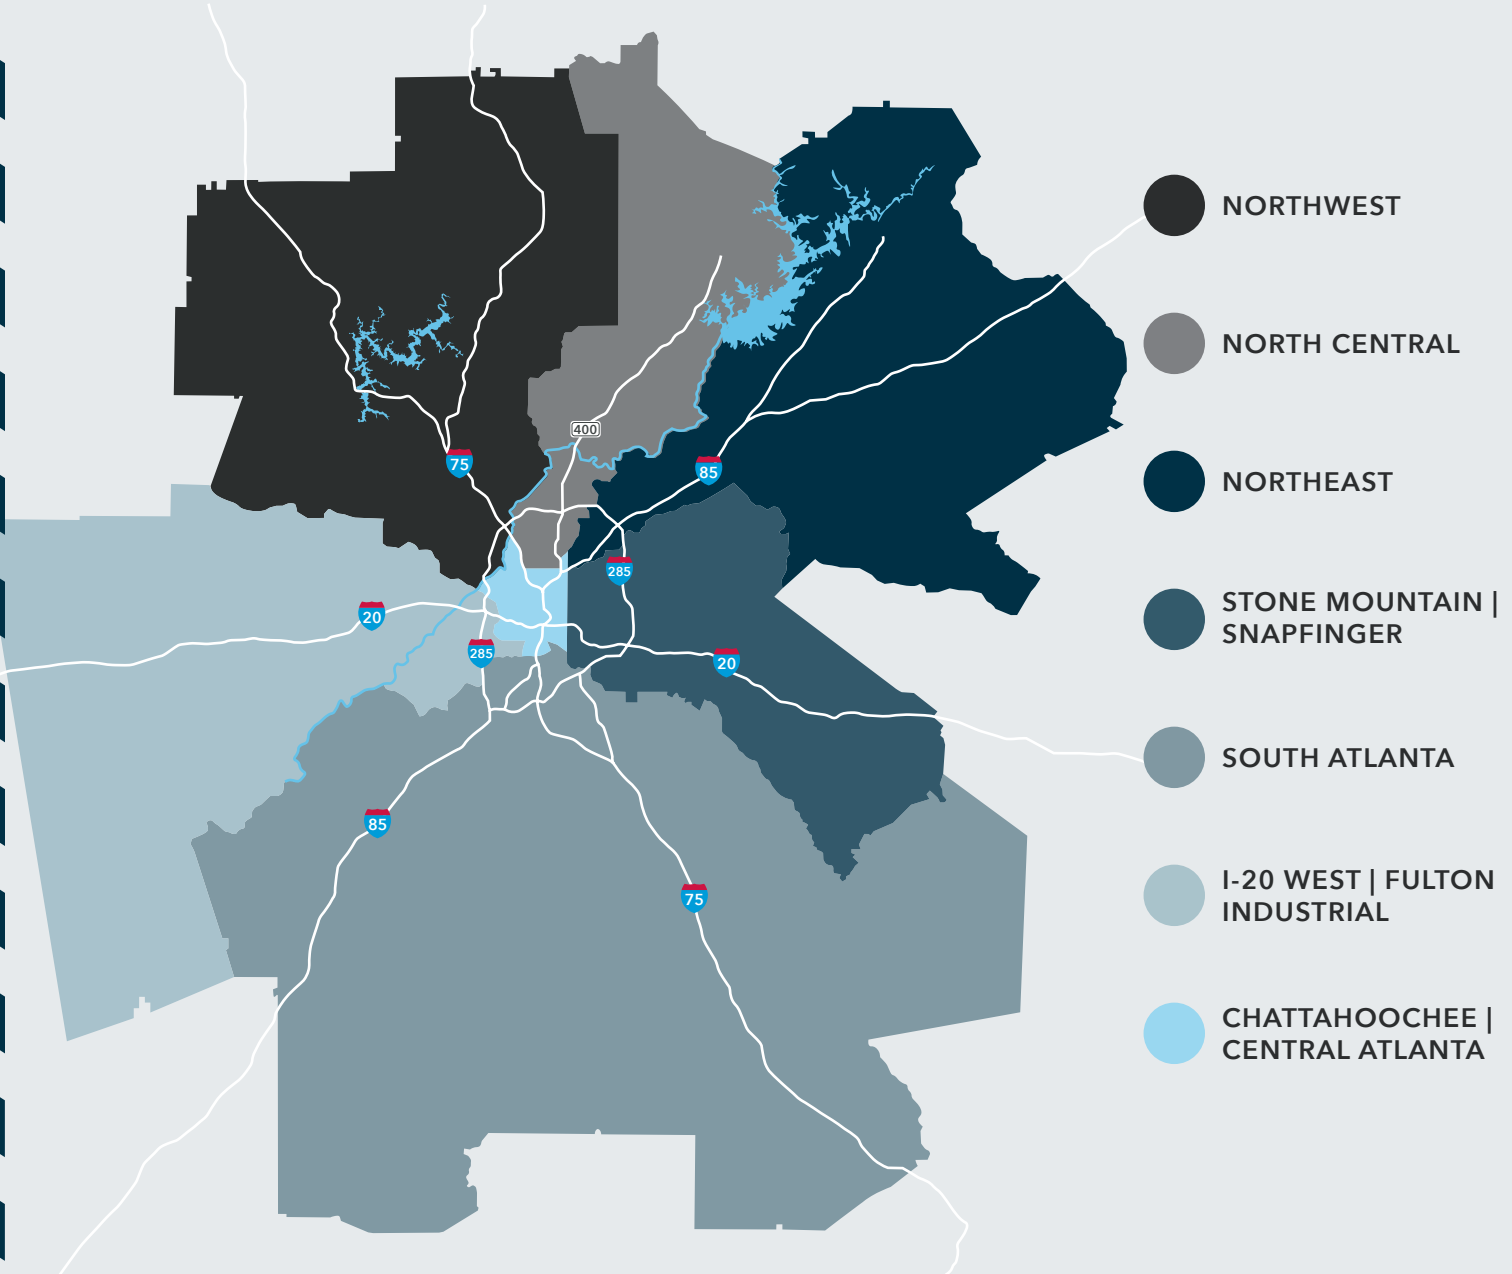 NORTHWEST
NORTH CENTRAL
400
75
85
NORTHEAST
285
20
STONE MOUNTAIN |
SNAPFINGER
285
20
SOUTH ATLANTA
85
75
I-20 WEST | FULTON
INDUSTRIAL
CHATTAHOOCHEE |
CENTRAL ATLANTA